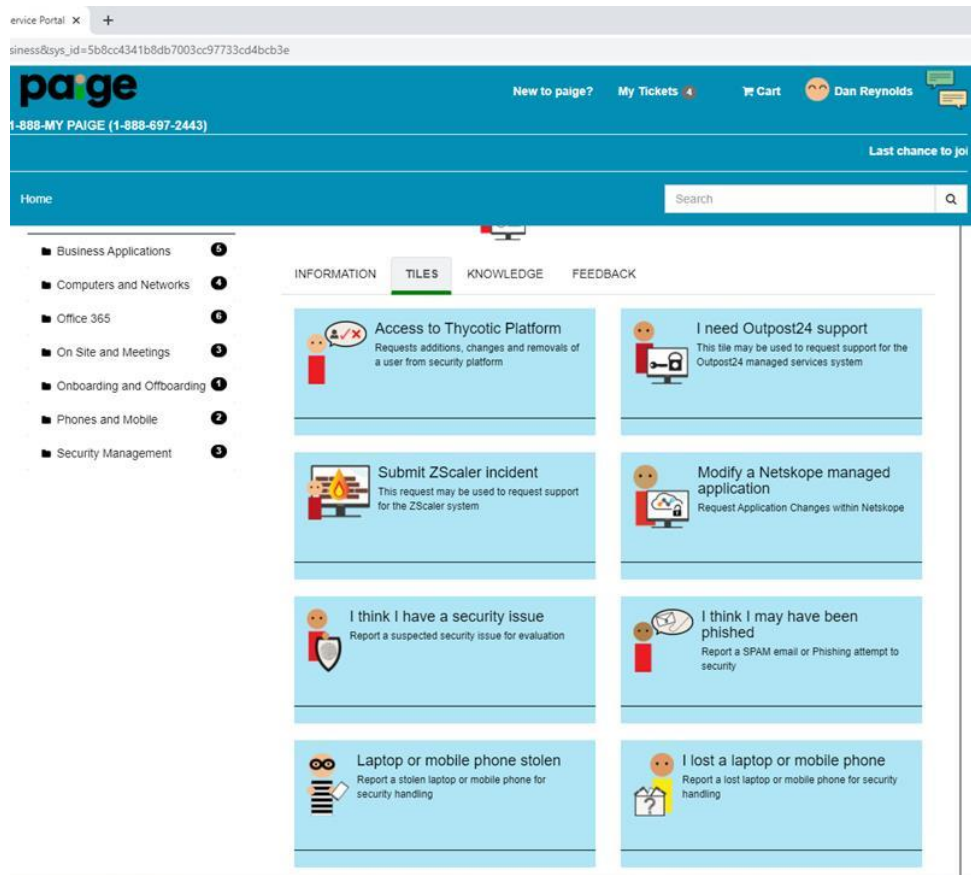 ervice Portal × +
siness&sys_id=5b8cc4341b8db7003cc97733cd4bcb3e
paige
New to paige? My Tickets 4 Cart Dan Reynolds
1-888-MY PAIGE (1-888-697-2443)
Last chance to joi
Home
Search
Business Applications 5
Computers and Networks 4
Office 365 6
On Site and Meetings 3
Onboarding and Offboarding 1
Phones and Mobile 2
Security Management 3
INFORMATION TILES KNOWLEDGE FEEDBACK
Access to Thycotic Platform
Requests additions, changes and removals of
a user from security platform
I need Outpost24 support
This tile may be used to request support for the
Outpost24 managed services system
Submit ZScaler incident
This request may be used to request support
for the ZScaler system
Modify a Netskope managed
application
Request Application Changes within Netskope
I think I have a security issue
Report a suspected security issue for evaluation
I think I may have been
phished
Report a SPAM email or Phishing attempt to
security
Laptop or mobile phone stolen
Report a stolen laptop or mobile phone for
security handling
I lost a laptop or mobile phone
Report a lost laptop or mobile phone for security
handling
?